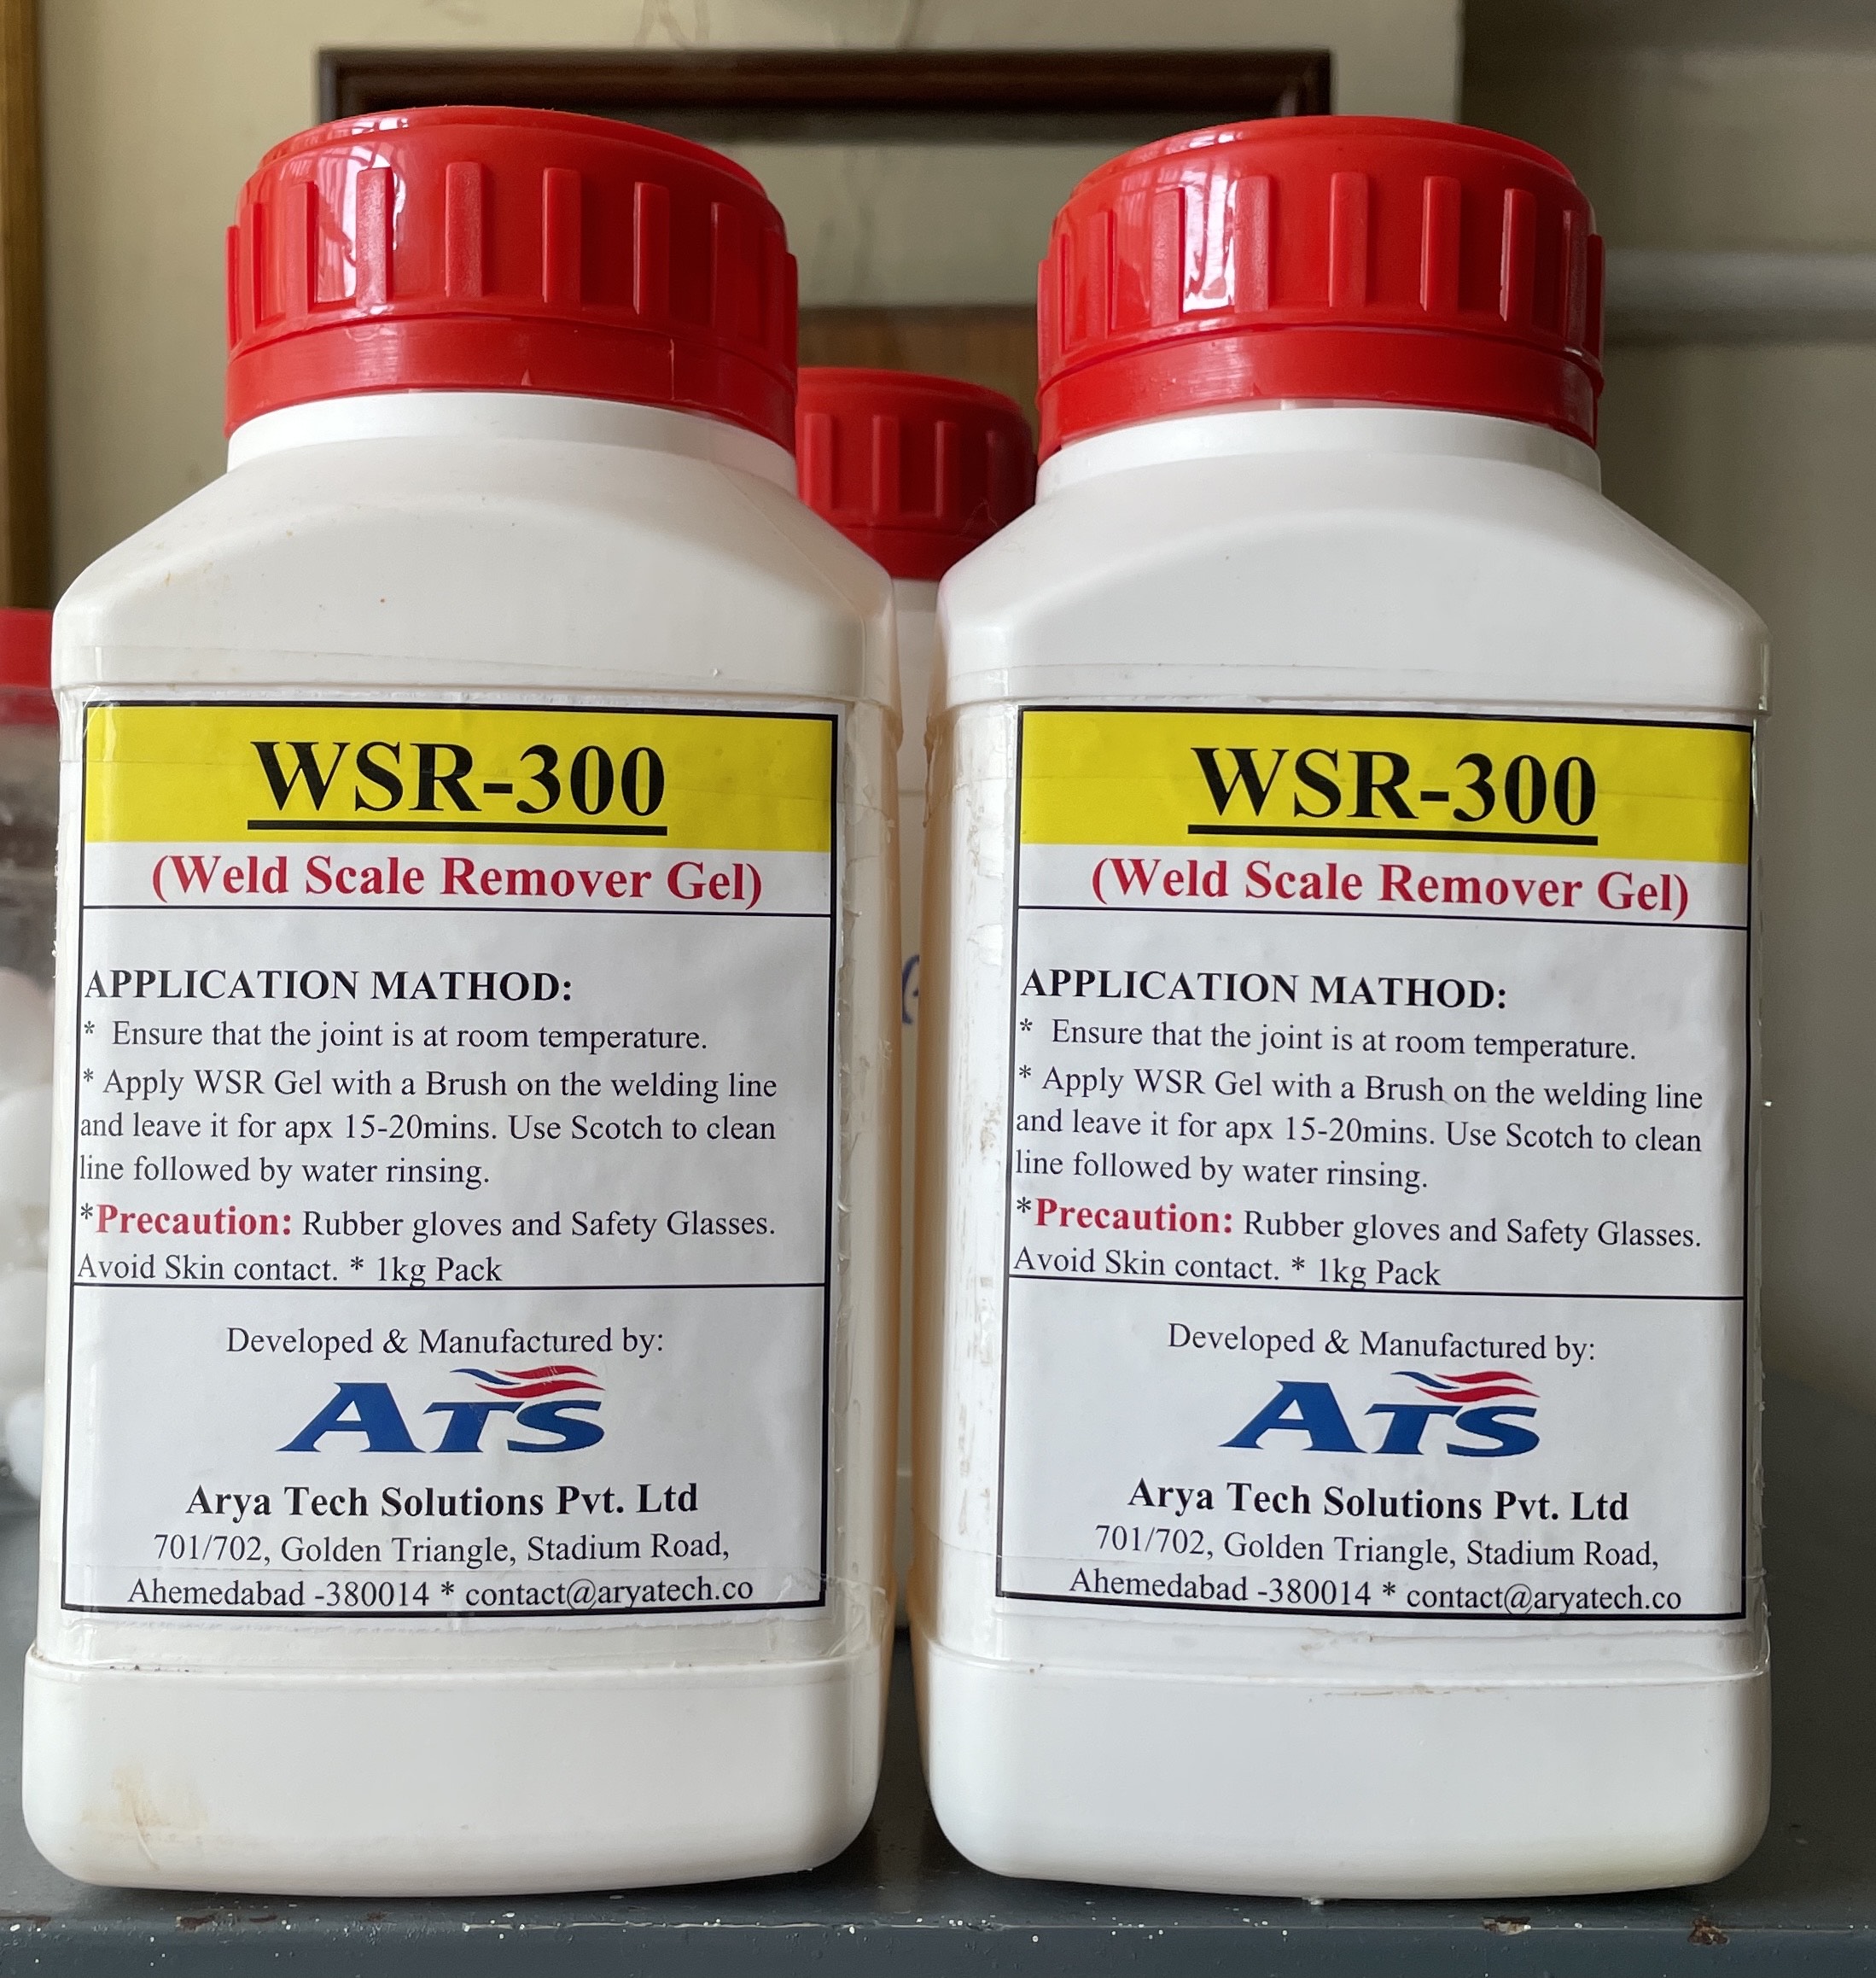 WSR-300
(Weld Scale Remover Gel)
APPLICATION MATHOD:
* Ensure that the joint is at room temperature.
* Apply WSR Gel with a Brush on the welding line
and leave it for apx 15-20mins. Use Scotch to clean
line followed by water rinsing.
*Precaution: Rubber gloves and Safety Glasses.
Avoid Skin contact. * 1kg Pack
Developed & Manufactured by:
ATS
Arya Tech Solutions Pvt. Ltd
701/702, Golden Triangle, Stadium Road,
Ahemedabad -380014 * contact@aryatech.co
WSR-300
(Weld Scale Remover Gel)
APPLICATION MATHOD:
* Ensure that the joint is at room temperature.
* Apply WSR Gel with a Brush on the welding line
and leave it for apx 15-20mins. Use Scotch to clean
line followed by water rinsing.
*Precaution: Rubber gloves and Safety Glasses.
Avoid Skin contact. * 1kg Pack
Developed & Manufactured by:
ATS
Arya Tech Solutions Pvt. Ltd
701/702, Golden Triangle, Stadium Road,
Ahemedabad -380014 * contact@aryatech.co